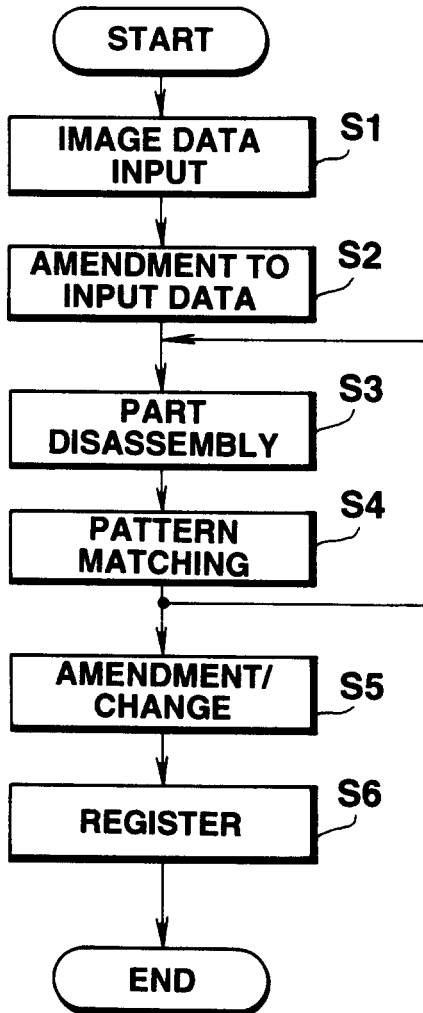 START
IMAGE DATA
INPUT
S1
AMENDMENT TO
INPUT DATA
S2
PART
DISASSEMBLY
S3
PATTERN
MATCHING
S4
AMENDMENT/
CHANGE
S5
REGISTER
S6
END